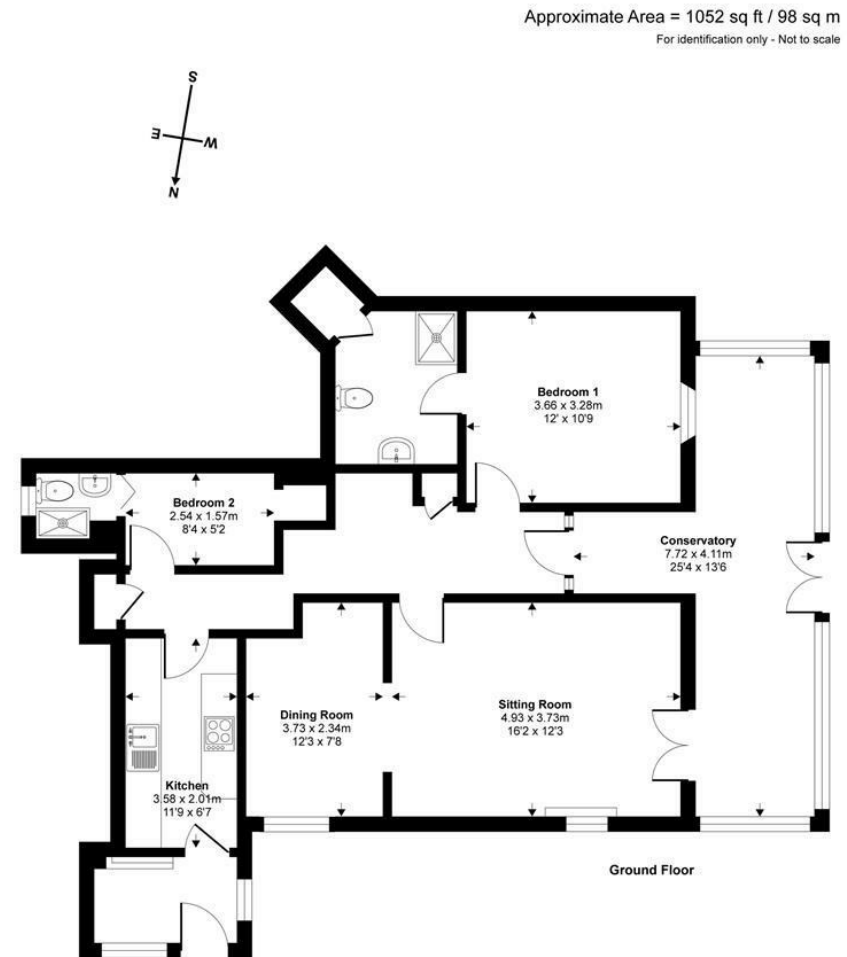 Approximate Area = 1052 sq ft / 98 sq m
For identification only - Not to scale
S
E
W
N
Bedroom 1
3.66 x 3.28m
12' x 10'9
Bedroom 2
2.54 x 1.57m
8'4 x 5'2
Conservatory
7.72 x 4.11m
25'4 x 13'6
Dining Room
3.73 x 2.34m
12'3 x 7'8
Sitting Room
4.93 x 3.73m
16'2 x 12'3
Kitchen
3.58 x 2.01m
11'9 x 6'7
Ground Floor